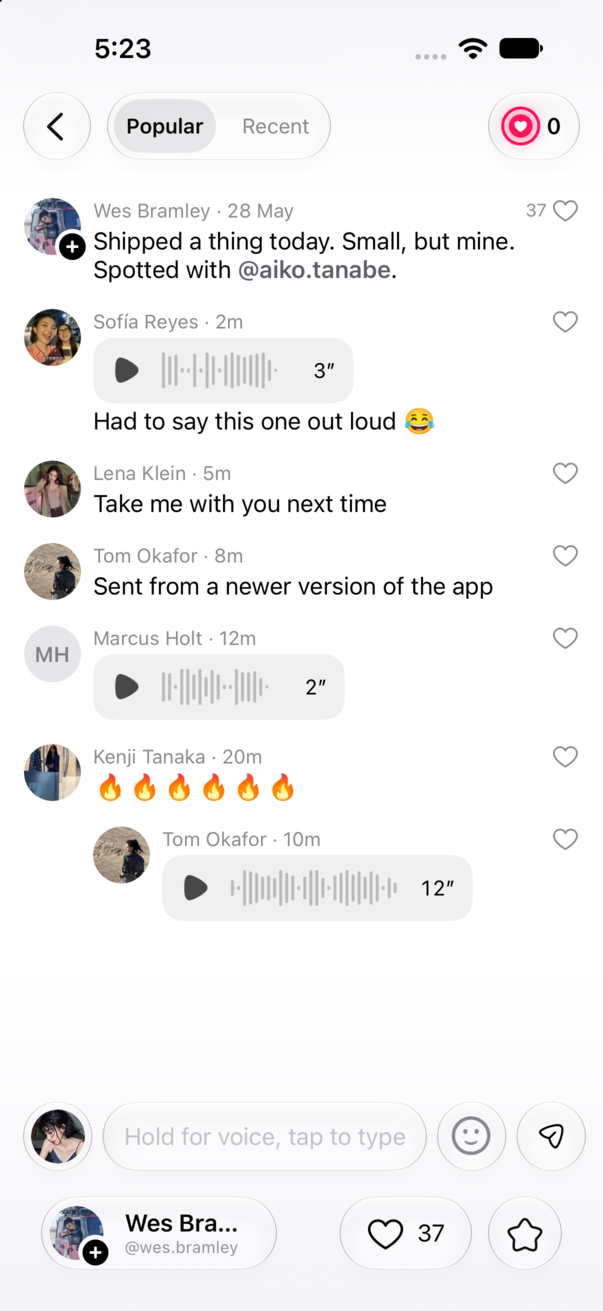 5:23
Popular
Recent
0
Wes Bramley · 28 May
37
Shipped a thing today. Small, but mine.
Spotted with @aiko.tanabe.
Sofía Reyes · 2m
3″
Had to say this one out loud 😂
Lena Klein · 5m
Take me with you next time
Tom Okafor · 8m
Sent from a newer version of the app
MH
Marcus Holt · 12m
2″
Kenji Tanaka · 20m
🔥🔥🔥🔥🔥🔥
Tom Okafor · 10m
12″
Hold for voice, tap to type
Wes Bra...
@wes.bramley
37